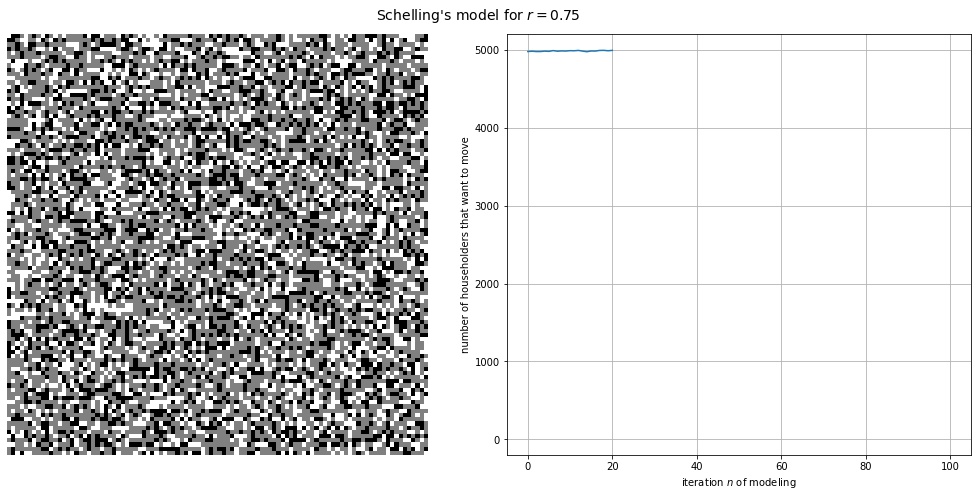 Schelling's model for r = 0.75
number of householders that want to move
5000
4000
3000
2000
1000
0
0 20 40 60 80 100
iteration n of modeling